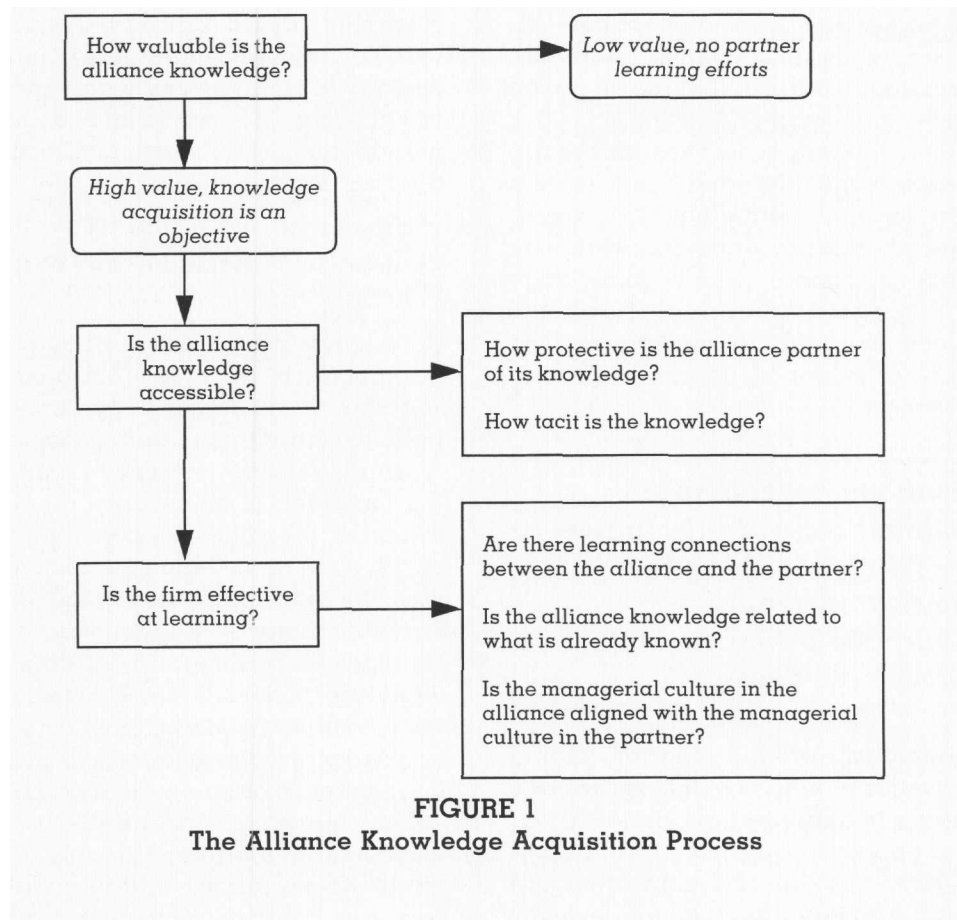 How valuable is the
alliance knowledge?
Low value, no partner
learning efforts
High value, knowledge
acquisition is an
objective
Is the alliance
knowledge
accessible?
How protective is the alliance partner
of its knowledge?
How tacit is the knowledge?
Is the firm effective
at learning?
Are there learning connections
between the alliance and the partner?
Is the alliance knowledge related to
what is already known?
Is the managerial culture in the
alliance aligned with the managerial
culture in the partner?
FIGURE 1
The Alliance Knowledge Acquisition Process